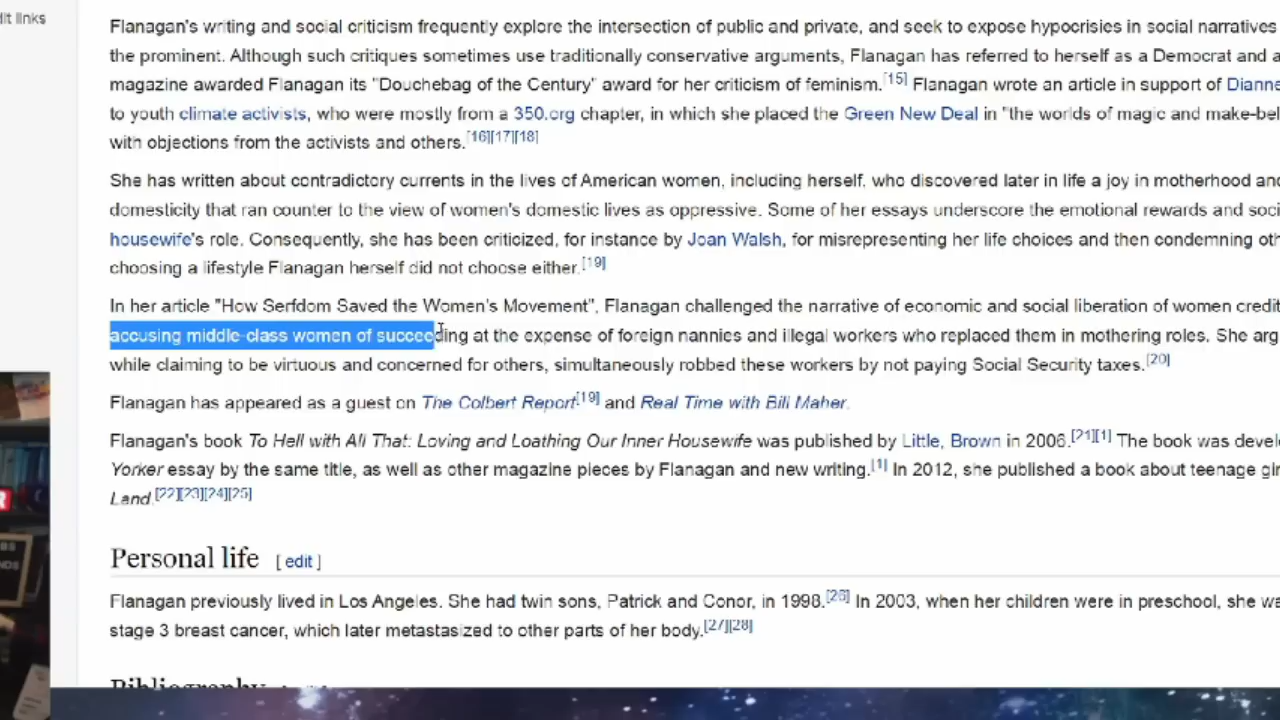 dit links
Flanagan's writing and social criticism frequently explore the intersection of public and private, and seek to expose hypocrisies in social narratives
the prominent. Although such critiques sometimes use traditionally conservative arguments, Flanagan has referred to herself as a Democrat and a
magazine awarded Flanagan its "Douchebag of the Century" award for her criticism of feminism.[15] Flanagan wrote an article in support of Dianne
to youth climate activists, who were mostly from a 350.org chapter, in which she placed the Green New Deal in "the worlds of magic and make-bel
with objections from the activists and others.[16][17][18]
She has written about contradictory currents in the lives of American women, including herself, who discovered later in life a joy in motherhood and
domesticity that ran counter to the view of women's domestic lives as oppressive. Some of her essays underscore the emotional rewards and soci
housewife's role. Consequently, she has been criticized, for instance by Joan Walsh, for misrepresenting her life choices and then condemning oth
choosing a lifestyle Flanagan herself did not choose either.[19]
In her article "How Serfdom Saved the Women's Movement", Flanagan challenged the narrative of economic and social liberation of women credit
accusing middle-class women of succeeding at the expense of foreign nannies and illegal workers who replaced them in mothering roles. She arg
while claiming to be virtuous and concerned for others, simultaneously robbed these workers by not paying Social Security taxes.[20]
Flanagan has appeared as a guest on The Colbert Report[19] and Real Time with Bill Maher.
Flanagan's book To Hell with All That: Loving and Loathing Our Inner Housewife was published by Little, Brown in 2006.[21][1] The book was devel
Yorker essay by the same title, as well as other magazine pieces by Flanagan and new writing.[1] In 2012, she published a book about teenage gir
Land.[22][23][24][25]
Personal life [ edit ]
Flanagan previously lived in Los Angeles. She had twin sons, Patrick and Conor, in 1998.[26] In 2003, when her children were in preschool, she wa
stage 3 breast cancer, which later metastasized to other parts of her body.[27][28]
Bibliography